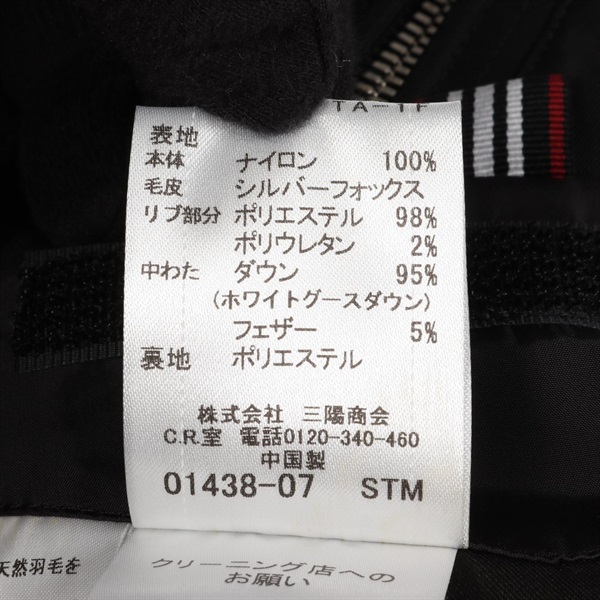 TA-1F
表地
本体 ナイロン 100%
毛皮 シルバーフォックス
リブ部分 ポリエステル 98%
ポリウレタン 2%
中わた ダウン 95%
(ホワイトグースダウン)
フェザー 5%
裏地 ポリエステル
株式会社 三陽商会
C.R.室 電話0120-340-460
中国製
01438-07 STM
天然羽毛を
クリーニング店への
お願い